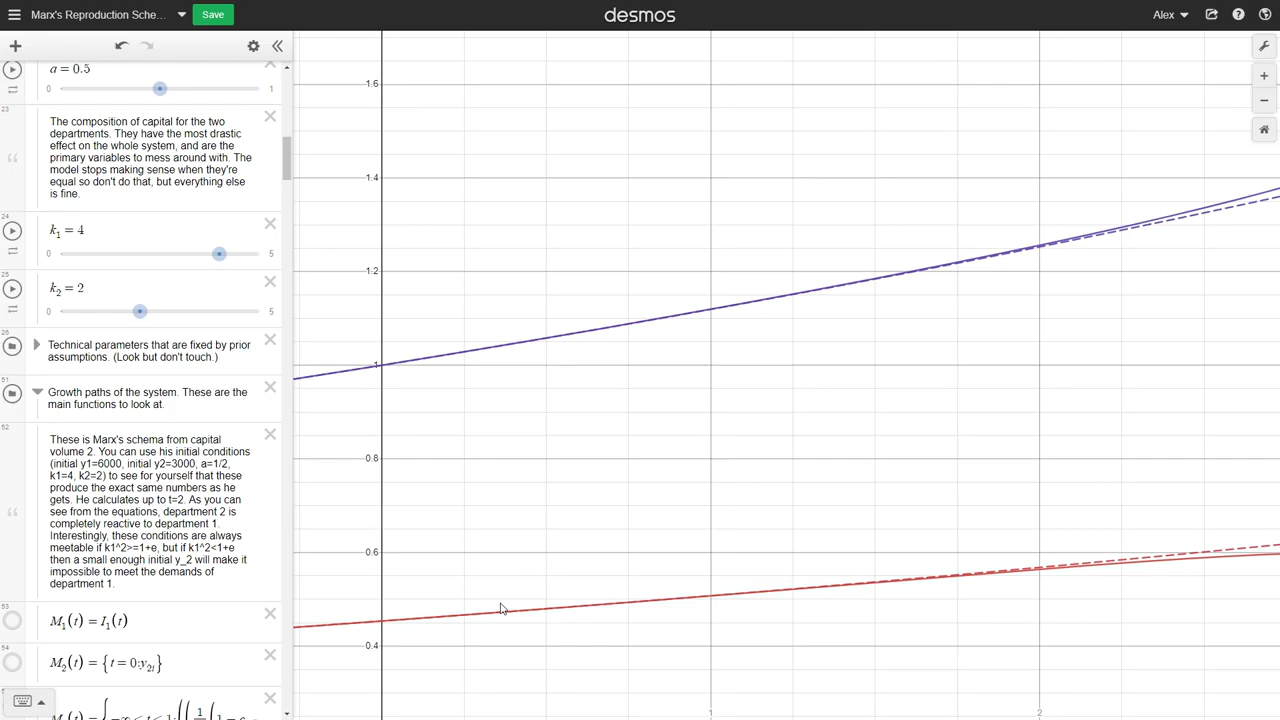 Marx's Reproduction Sche...
Save
desmos
Alex
a = 0.5
0
1
23
The composition of capital for the two
departments. They have the most drastic
effect on the whole system, and are the
primary variables to mess around with. The
model stops making sense when they're
equal so don't do that, but everything else
is fine.
24
k₁ = 4
0
5
25
k₂ = 2
0
5
26
Technical parameters that are fixed by prior
assumptions. (Look but don't touch.)
51
Growth paths of the system. These are the
main functions to look at.
52
These is Marx's schema from capital
volume 2. You can use his initial conditions
(initial y1=6000, initial y2=3000, a=1/2,
k1=4, k2=2) to see for yourself that these
produce the exact same numbers as he
gets. He calculates up to t=2. As you can
see from the equations, department 2 is
completely reactive to department 1.
Interestingly, these conditions are always
meetable if k1^2>=1+e, but if k1^2<1+e
then a small enough initial y_2 will make it
impossible to meet the demands of
department 1.
53
M₁(t) = I₁(t)
54
M₂(t) = {t = 0:y₂ₜ}
1.6
1.4
1.2
1
0.8
0.6
0.4
1
2